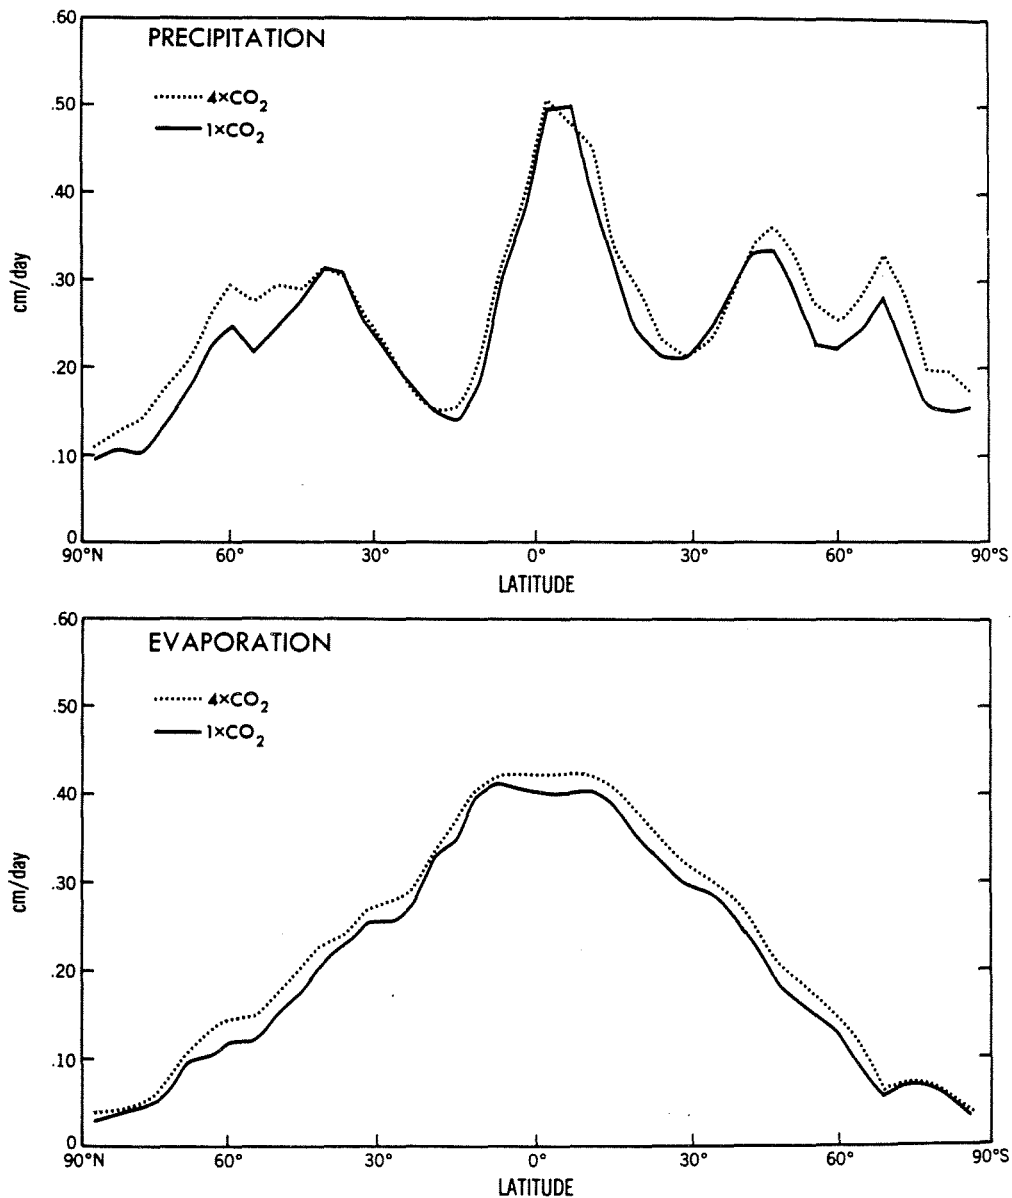 .60
PRECIPITATION
4×CO2
.50
1×CO2
.40
cm/day
.30
.20
.10
0
90°N 60° 30° 0° 30° 60° 90°S
LATITUDE
.60
EVAPORATION
4×CO2
.50
1×CO2
.40
cm/day
.30
.20
.10
0
90°N 60° 30° 0° 30° 60° 90°S
LATITUDE